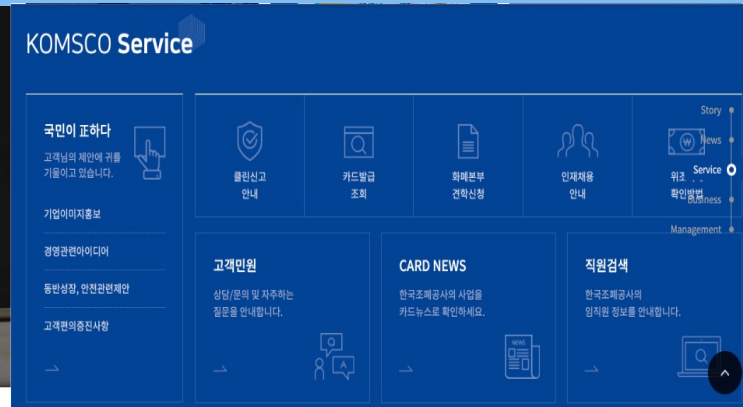 KOMSCO Service
국민이 正하다
고객님의 제안에 귀를
기울이고 있습니다.
기업이미지홍보
경영관련아이디어
동반성장, 안전관련제안
고객편의증진사항
클린신고
안내
카드발급
조회
화폐본부
견학신청
인재채용
안내
위조
확인방법
Story
News
Service
Business
Management
고객민원
상담/문의 및 자주하는
질문을 안내합니다.
Q
A
CARD NEWS
한국조폐공사의 사업을
카드뉴스로 확인하세요.
NEWS
직원검색
한국조폐공사의
임직원 정보를 안내합니다.